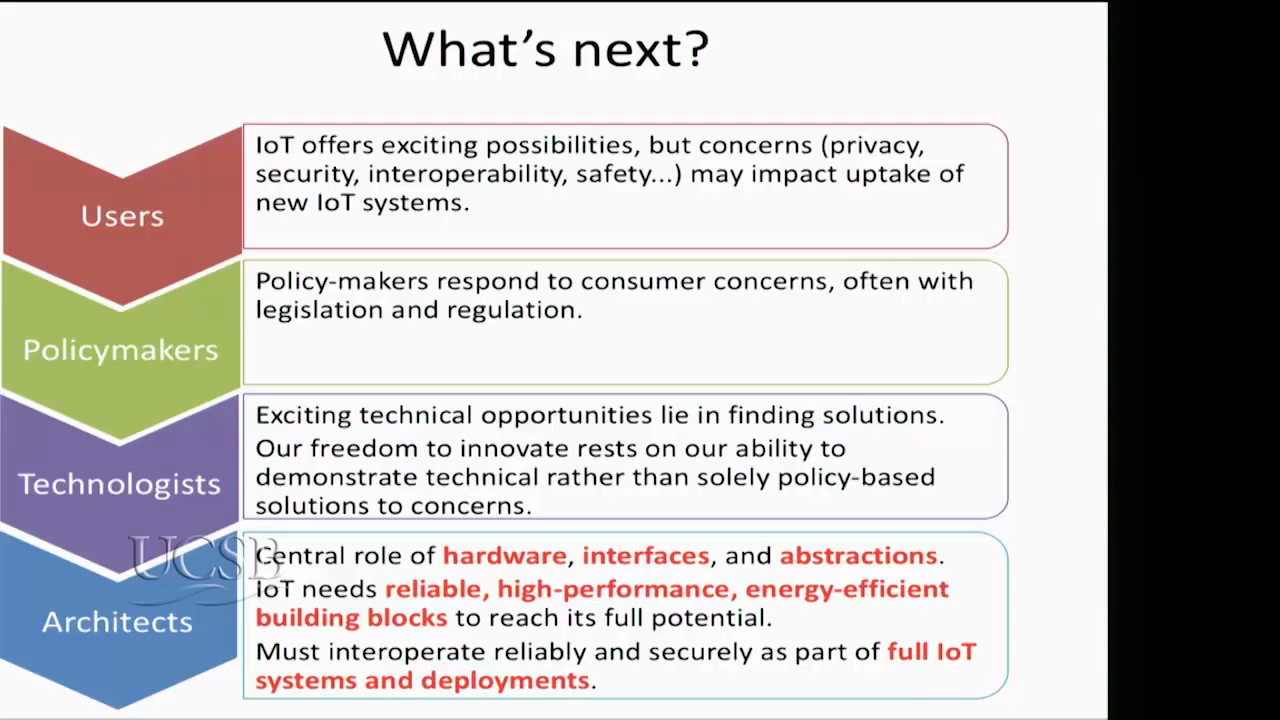 What's next?
Users
IoT offers exciting possibilities, but concerns (privacy,
security, interoperability, safety...) may impact uptake of
new IoT systems.
Policymakers
Policy-makers respond to consumer concerns, often with
legislation and regulation.
Technologists
Exciting technical opportunities lie in finding solutions.
Our freedom to innovate rests on our ability to
demonstrate technical rather than solely policy-based
solutions to concerns.
Architects
Central role of hardware, interfaces, and abstractions.
IoT needs reliable, high-performance, energy-efficient
building blocks to reach its full potential.
Must interoperate reliably and securely as part of full IoT
systems and deployments.
UCSB